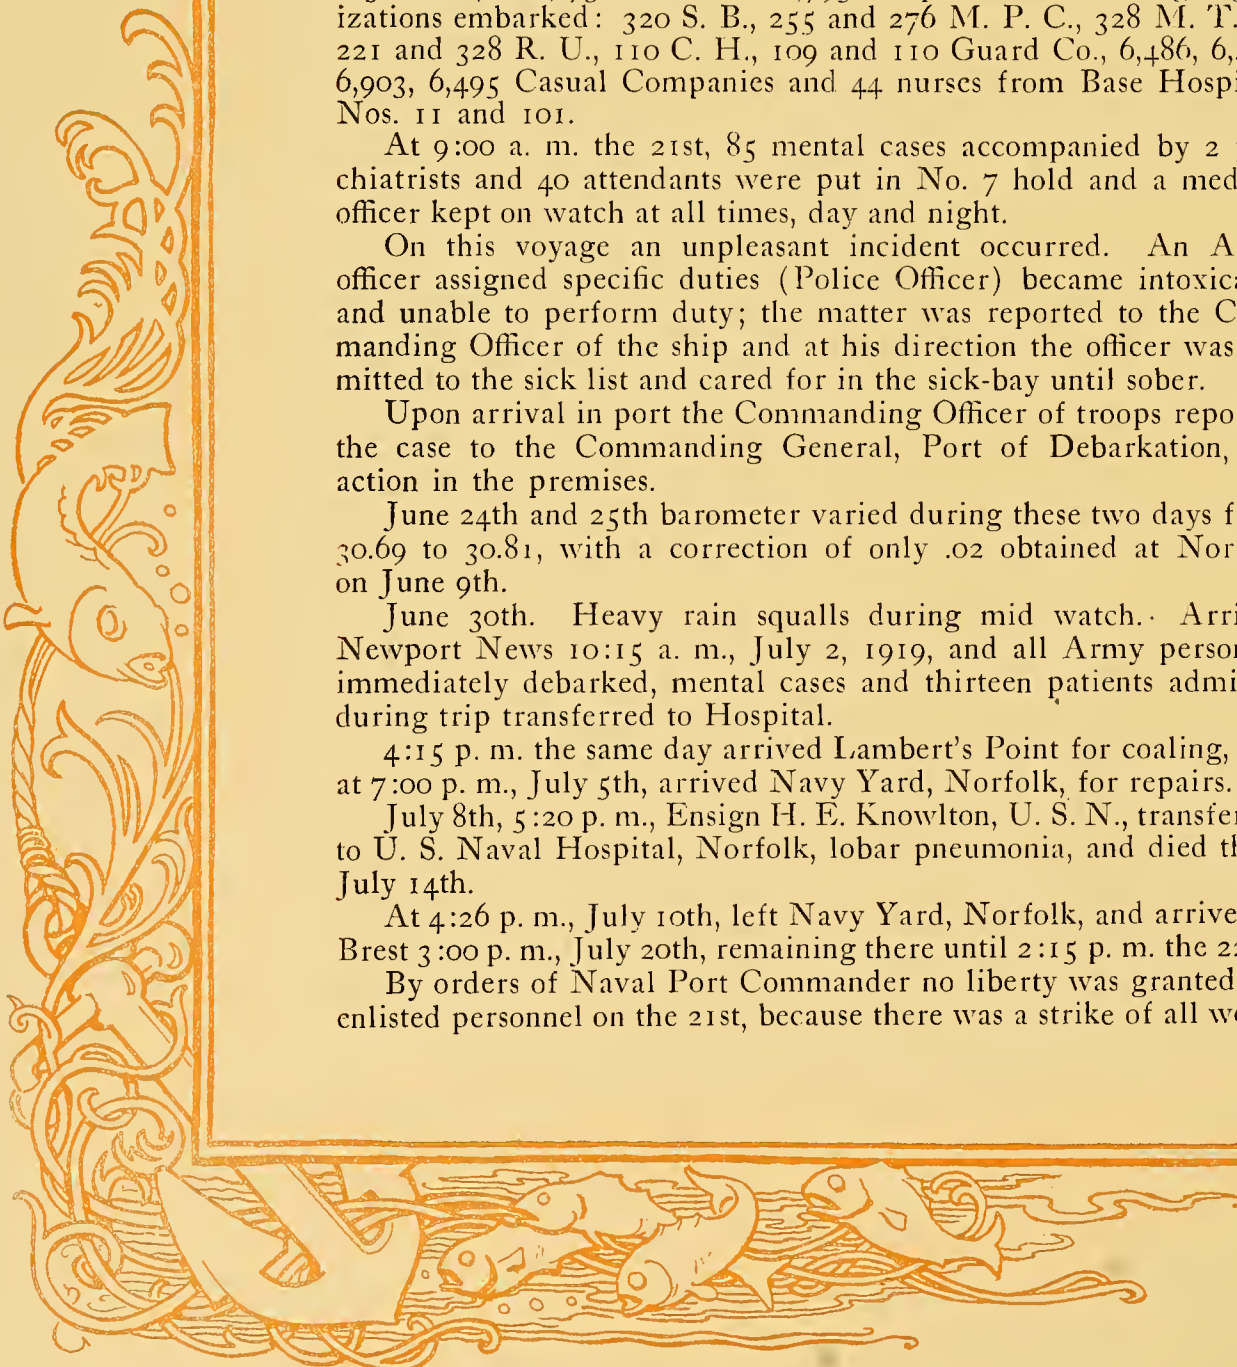 izations embarked: 320 S. B., 255 and 276 M. P. C., 328 M. T.
221 and 328 R. U., 110 C. H., 109 and 110 Guard Co., 6,486, 6,
6,903, 6,495 Casual Companies and 44 nurses from Base Hospi
Nos. 11 and 101.
At 9:00 a. m. the 21st, 85 mental cases accompanied by 2
chiatrists and 40 attendants were put in No. 7 hold and a med
officer kept on watch at all times, day and night.
On this voyage an unpleasant incident occurred. An A
officer assigned specific duties (Police Officer) became intoxic
and unable to perform duty; the matter was reported to the C
manding Officer of the ship and at his direction the officer was
mitted to the sick list and cared for in the sick-bay until sober.
Upon arrival in port the Commanding Officer of troops repo
the case to the Commanding General, Port of Debarkation,
action in the premises.
June 24th and 25th barometer varied during these two days f
30.69 to 30.81, with a correction of only .02 obtained at Nor
on June 9th.
June 30th. Heavy rain squalls during mid watch. Arri
Newport News 10:15 a. m., July 2, 1919, and all Army person
immediately debarked, mental cases and thirteen patients admi
during trip transferred to Hospital.
4:15 p. m. the same day arrived Lambert's Point for coaling,
at 7:00 p. m., July 5th, arrived Navy Yard, Norfolk, for repairs.
July 8th, 5:20 p. m., Ensign H. E. Knowlton, U. S. N., transfer
to U. S. Naval Hospital, Norfolk, lobar pneumonia, and died th
July 14th.
At 4:26 p. m., July 10th, left Navy Yard, Norfolk, and arrive
Brest 3:00 p. m., July 20th, remaining there until 2:15 p. m. the 22
By orders of Naval Port Commander no liberty was granted
enlisted personnel on the 21st, because there was a strike of all w